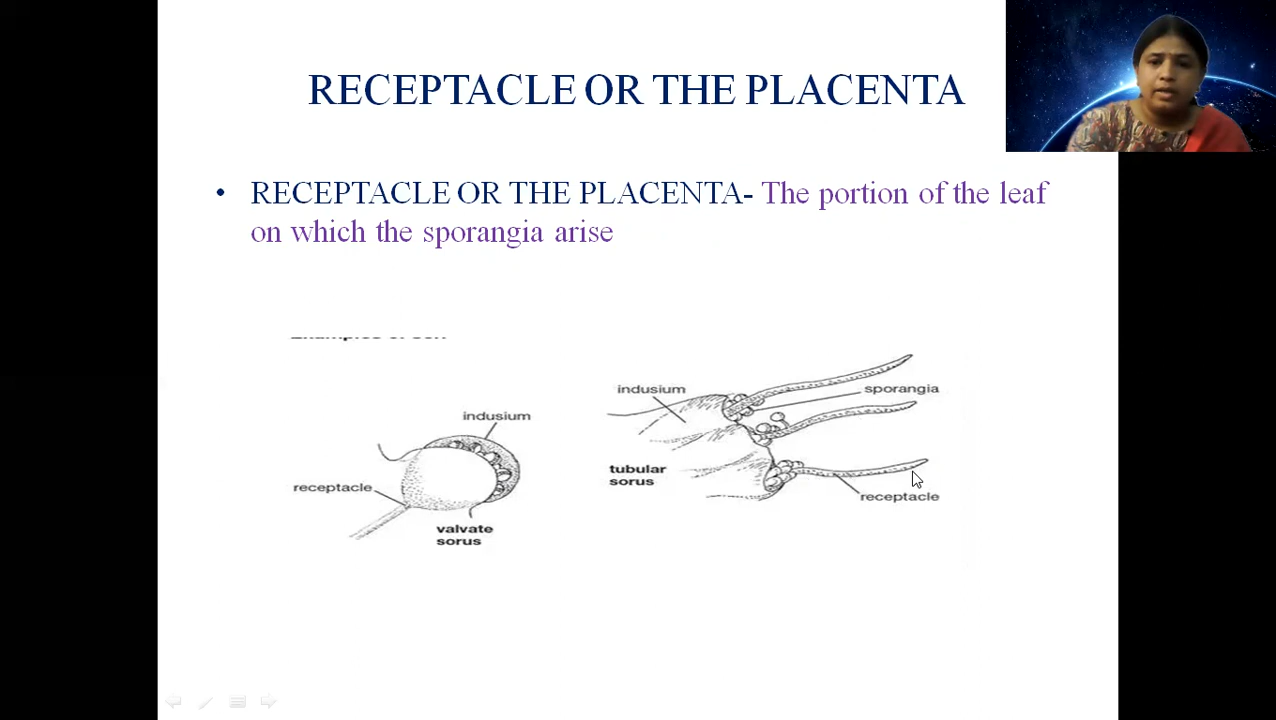 RECEPTACLE OR THE PLACENTA
• RECEPTACLE OR THE PLACENTA- The portion of the leaf
on which the sporangia arise
indusium
receptacle
valvate
sorus
indusium
sporangia
tubular
sorus
receptacle